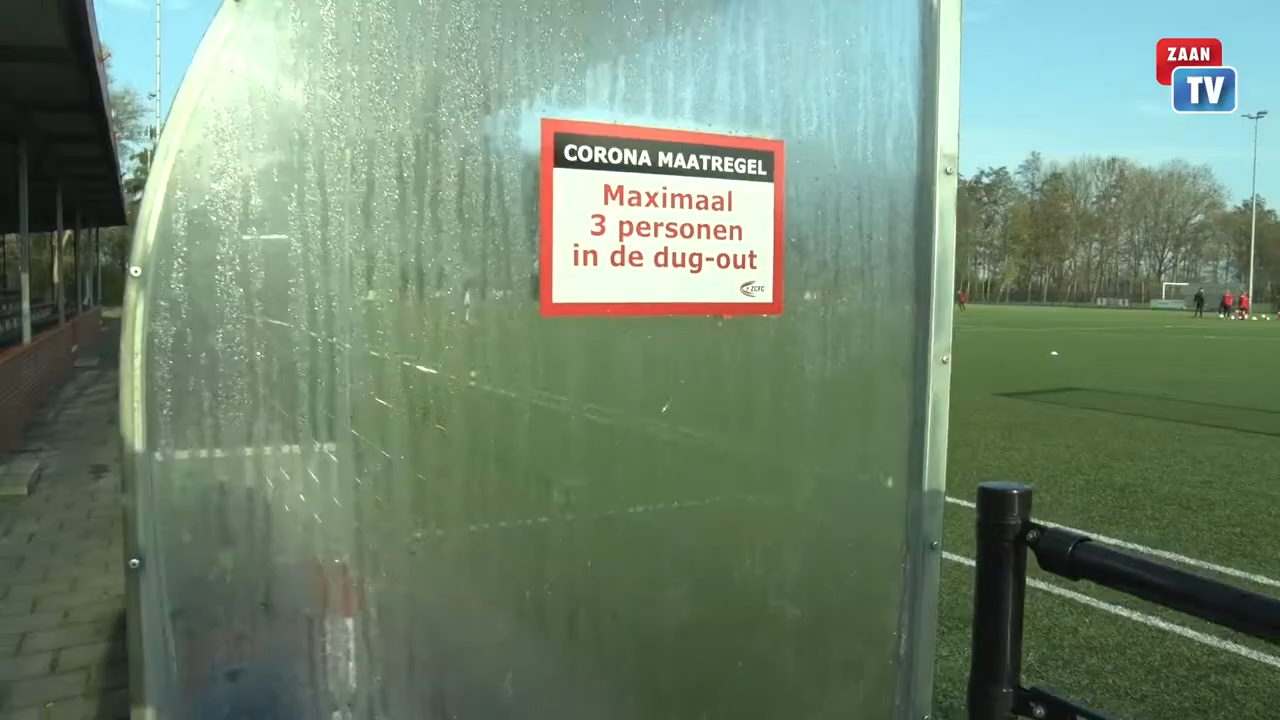 ZAAN
TV
CORONA MAATREGEL
Maximaal
3 personen
in de dug-out
ZCFC